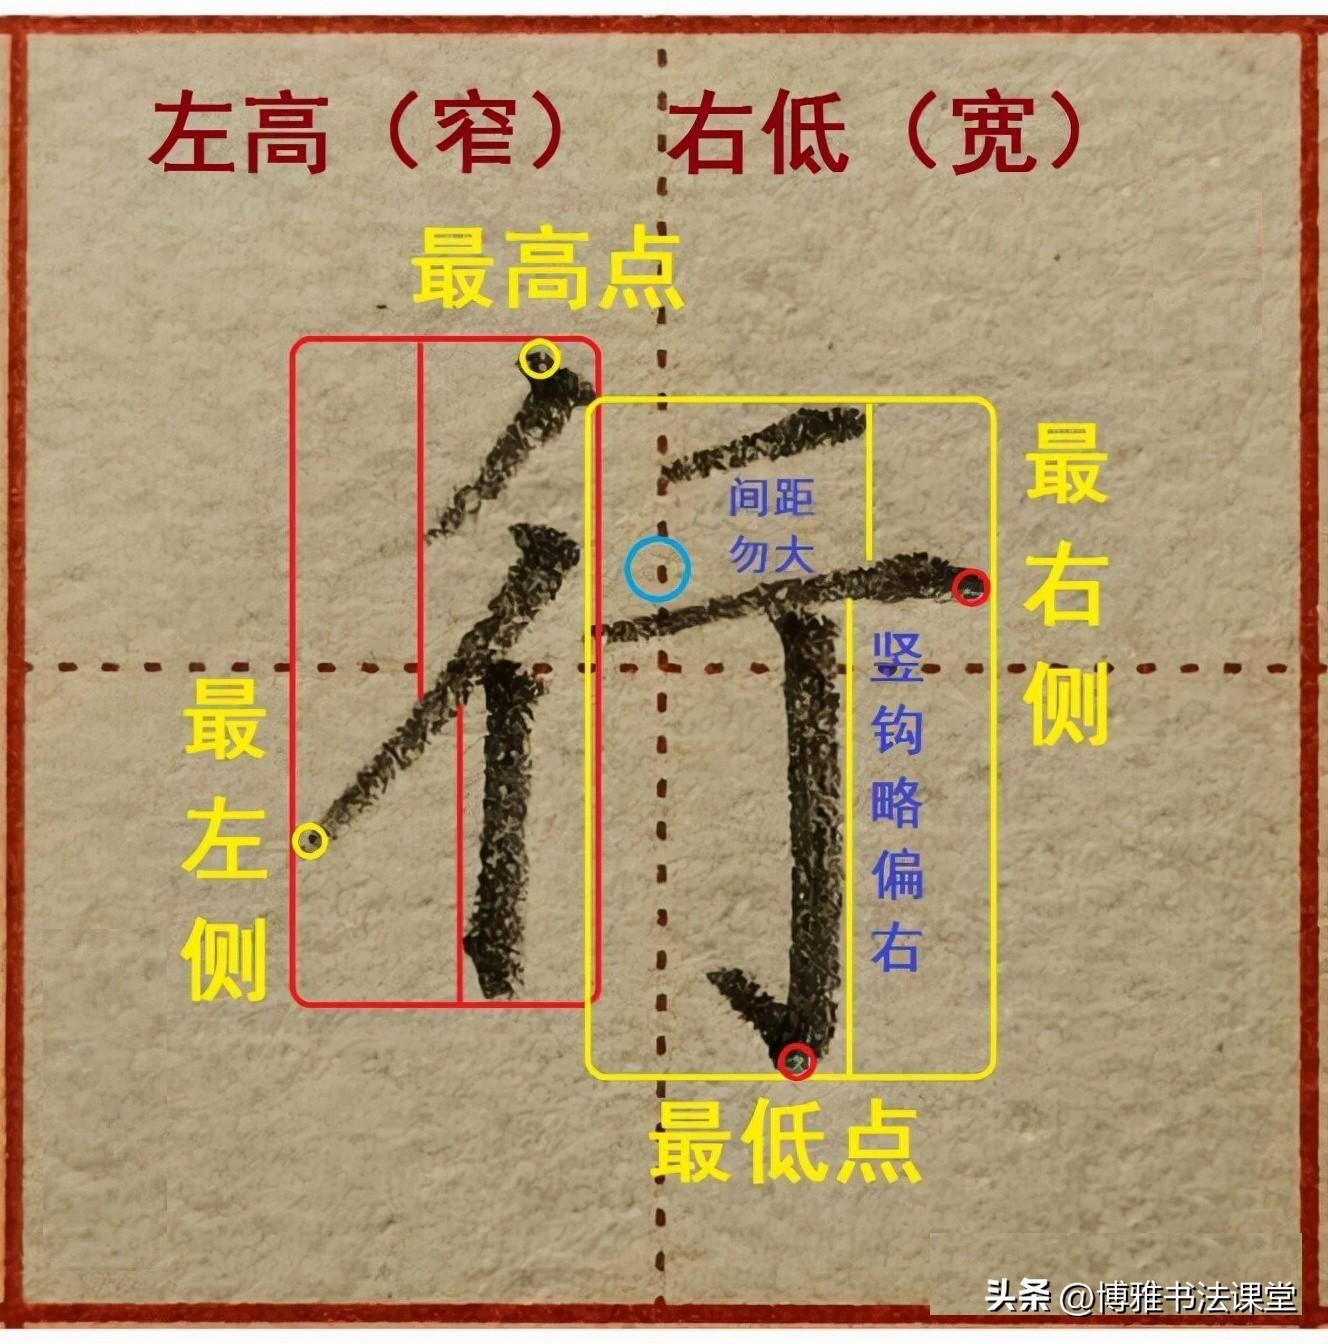 左高（窄） 右低（宽）
最高点
行
间距
勿大
最右侧
竖钩略偏右
最左侧
最低点
头条 @博雅书法课堂